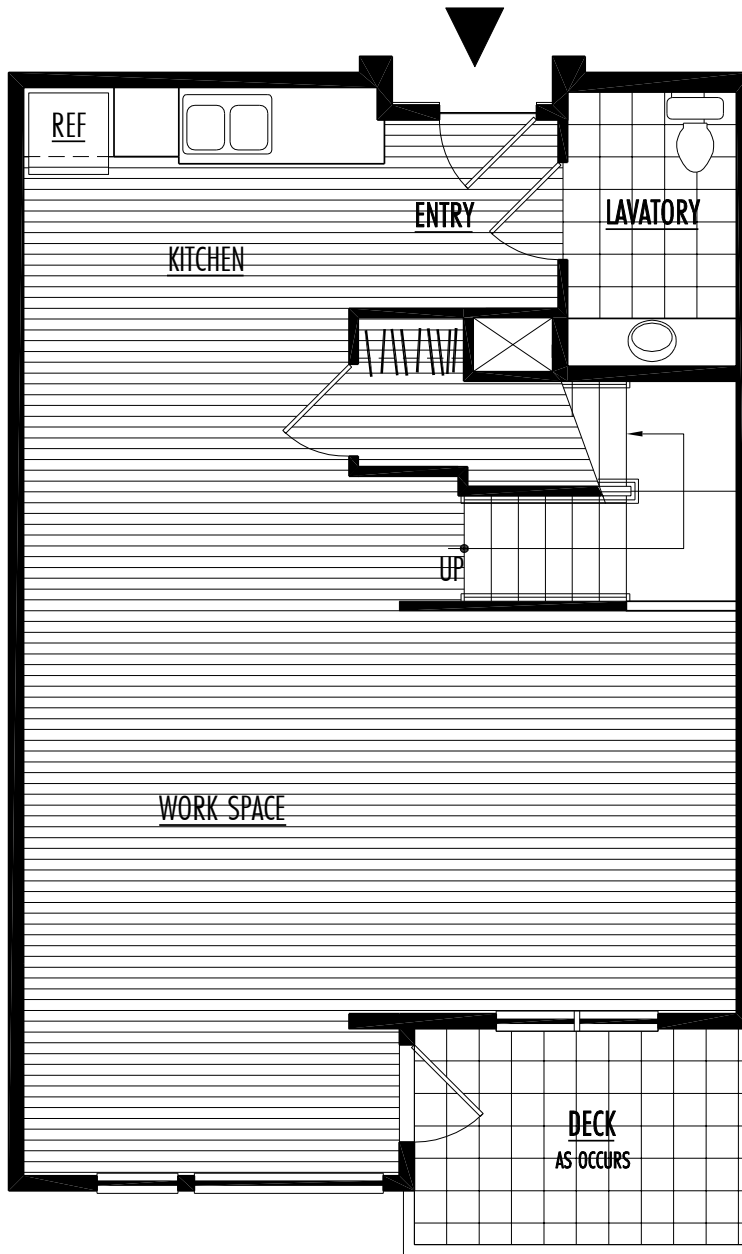 REF
ENTRY
LAVATORY
KITCHEN
UP
WORK SPACE
DECK
AS OCCURS